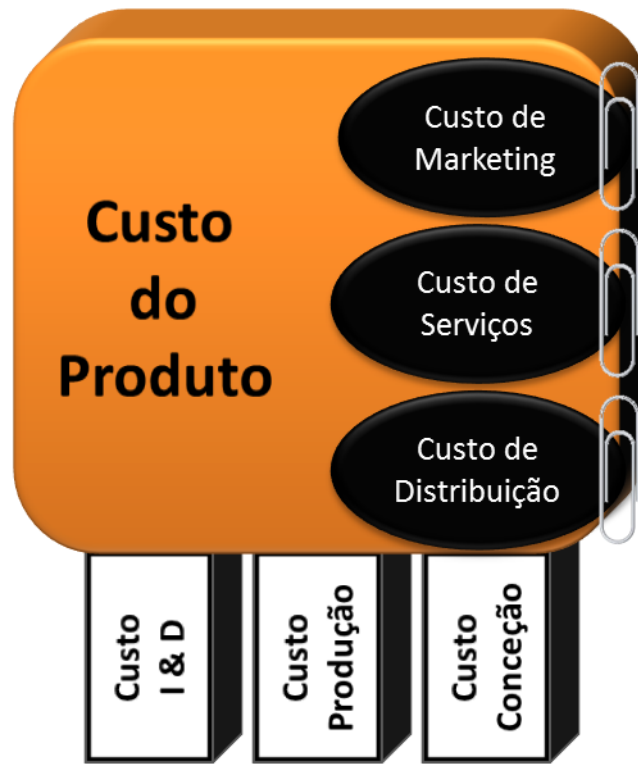 Custo
do
Produto
Custo de
Marketing
Custo de
Serviços
Custo de
Distribuição
Custo
I & D
Custo
Produção
Custo
Conceção